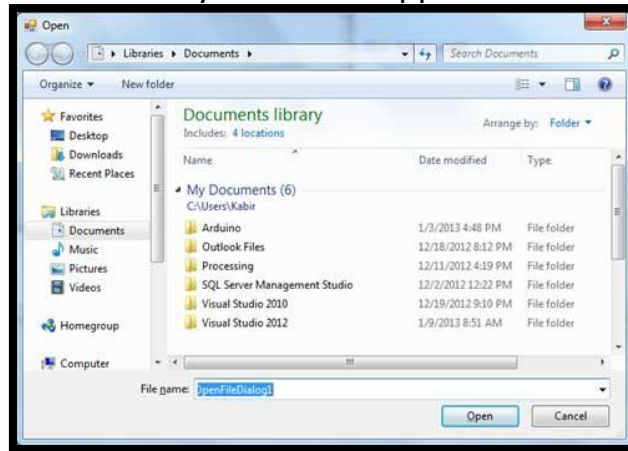 Open
Libraries Documents
Search Documents
Organize New folder
Favorites
Desktop
Downloads
Recent Places
Libraries
Documents
Music
Pictures
Videos
Homegroup
Computer
Documents library
Includes: 4 locations
Arrange by: Folder
Name Date modified Type
My Documents (6)
C:\Users\Kabir
Arduino 1/3/2013 4:48 PM File folder
Outlook Files 12/18/2012 8:12 PM File folder
Processing 12/11/2012 4:19 PM File folder
SQL Server Management Studio 12/2/2012 12:22 PM File folder
Visual Studio 2010 12/19/2012 9:10 PM File folder
Visual Studio 2012 1/9/2013 8:51 AM File folder
File name: OpenFileDialog1
Open Cancel